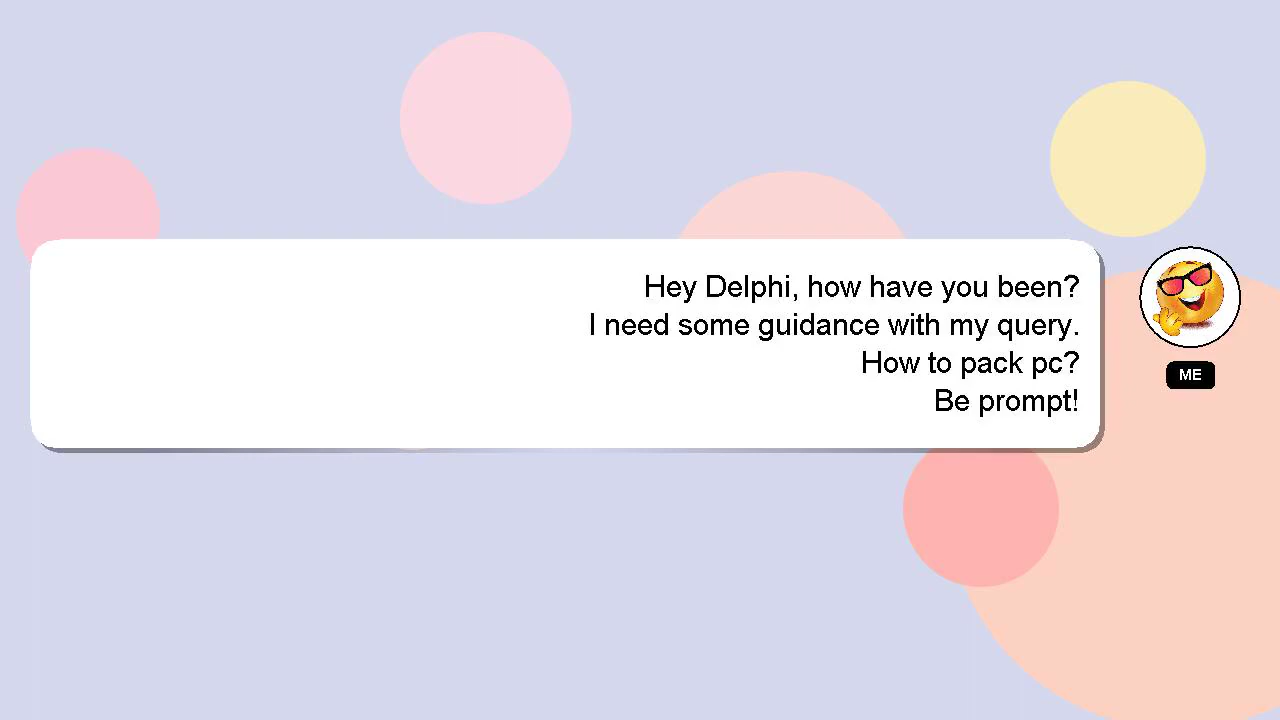 Hey Delphi, how have you been?
I need some guidance with my query.
How to pack pc?
Be prompt!
ME